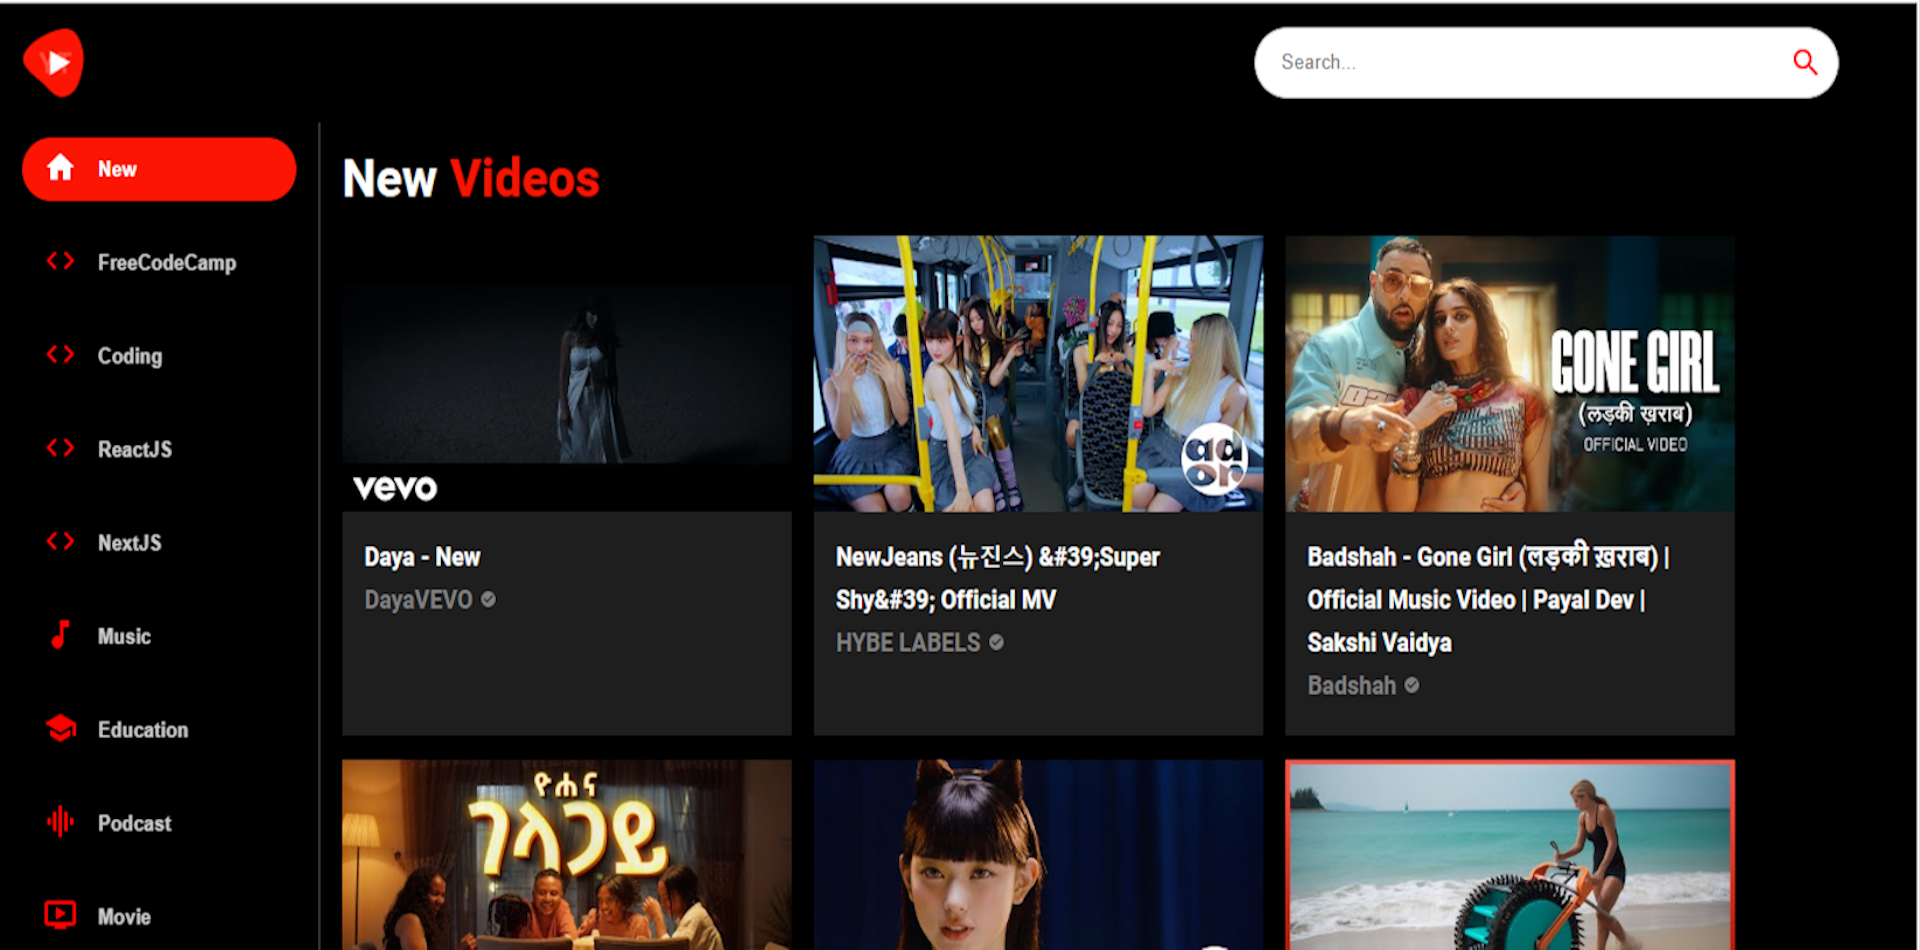 Search...
New
FreeCodeCamp
Coding
ReactJS
NextJS
Music
Education
Podcast
Movie
New Videos
vevo
Daya - New
DayaVEVO
ador
NewJeans (뉴진스) &#39;Super
Shy&#39; Official MV
HYBE LABELS
GONE GIRL
(लड़की ख़राब)
OFFICIAL VIDEO
Badshah - Gone Girl (लड़की ख़राब) |
Official Music Video | Payal Dev |
Sakshi Vaidya
Badshah
ዮሐና
ገላጋይ